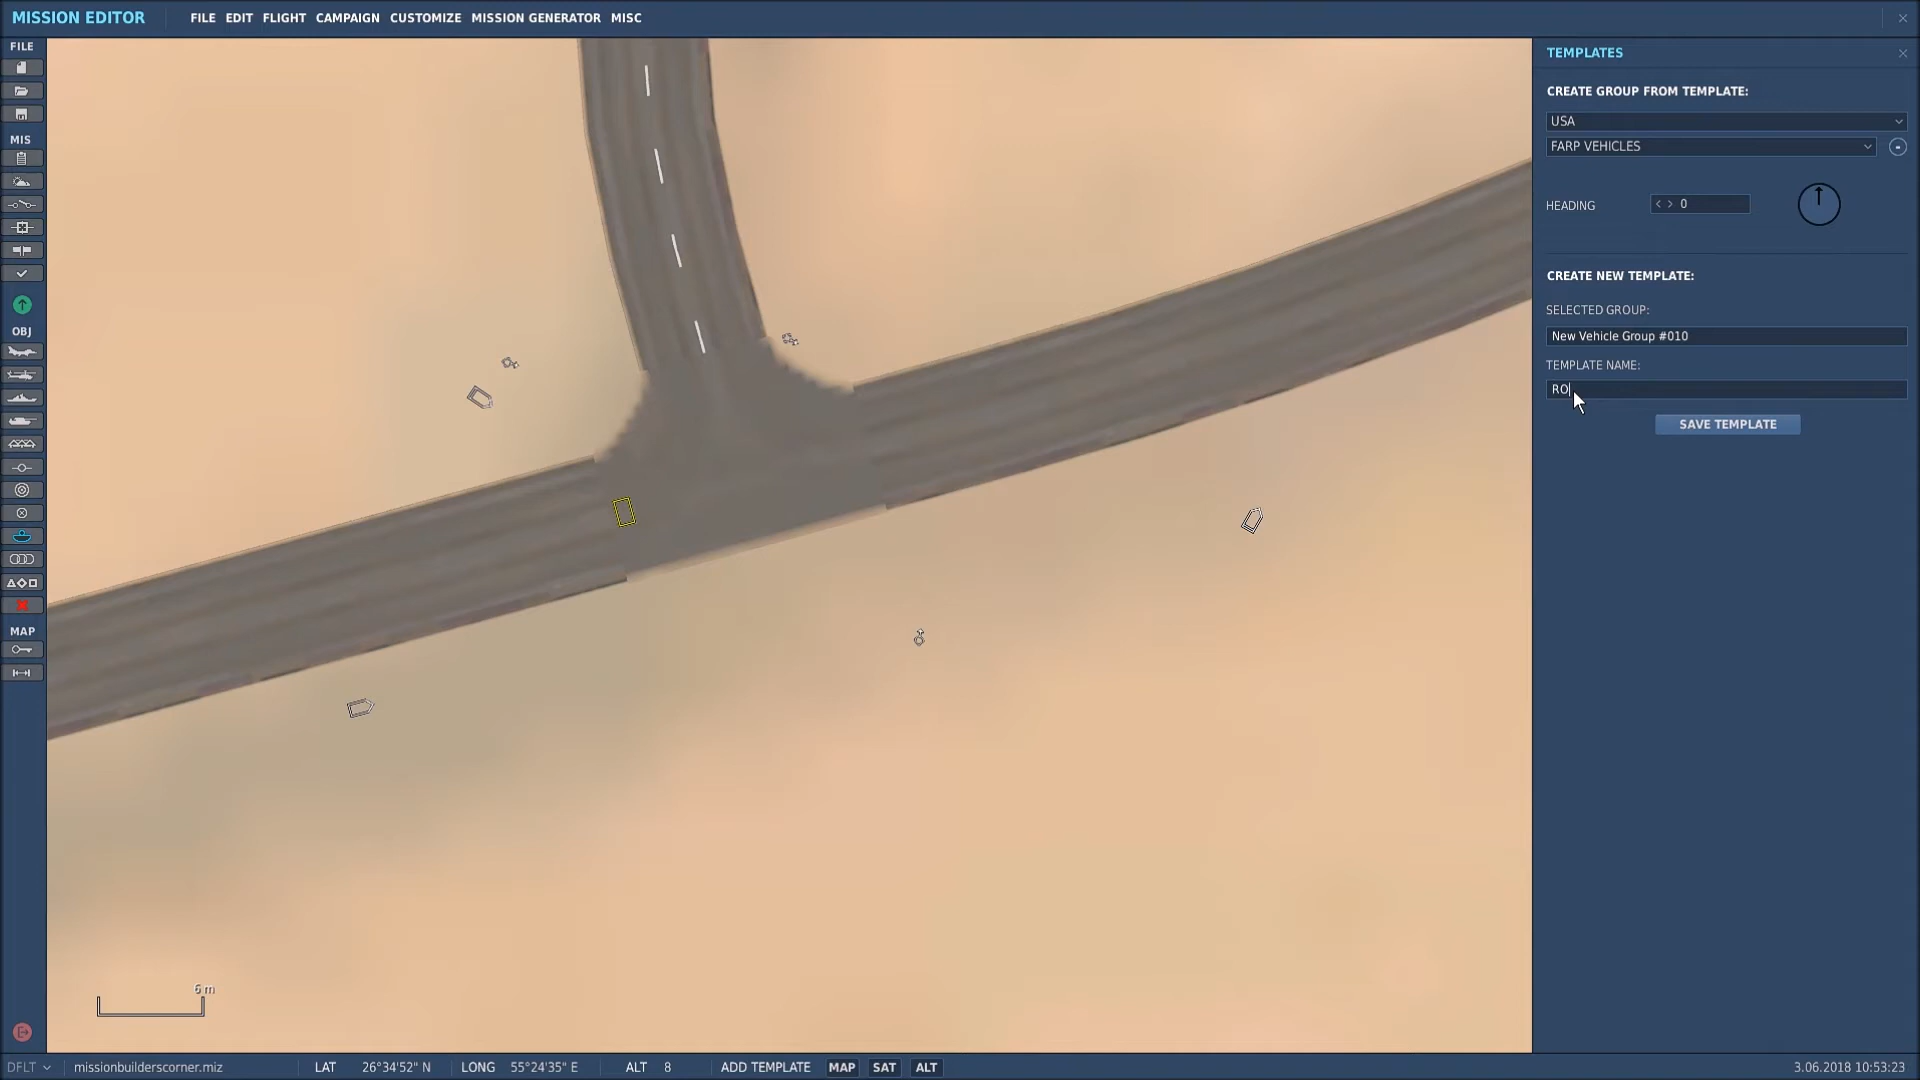 MISSION EDITOR
FILE EDIT FLIGHT CAMPAIGN CUSTOMIZE MISSION GENERATOR MISC
FILE
MIS
OBJ
MAP
TEMPLATES
CREATE GROUP FROM TEMPLATE:
USA
FARP VEHICLES
HEADING
< > 0
CREATE NEW TEMPLATE:
SELECTED GROUP:
New Vehicle Group #010
TEMPLATE NAME:
RO
SAVE TEMPLATE
6 m
DFLT missionbuilderscorner.miz LAT 26°34'52" N LONG 55°24'35" E ALT 8 ADD TEMPLATE MAP SAT ALT 3.06.2018 10:53:23